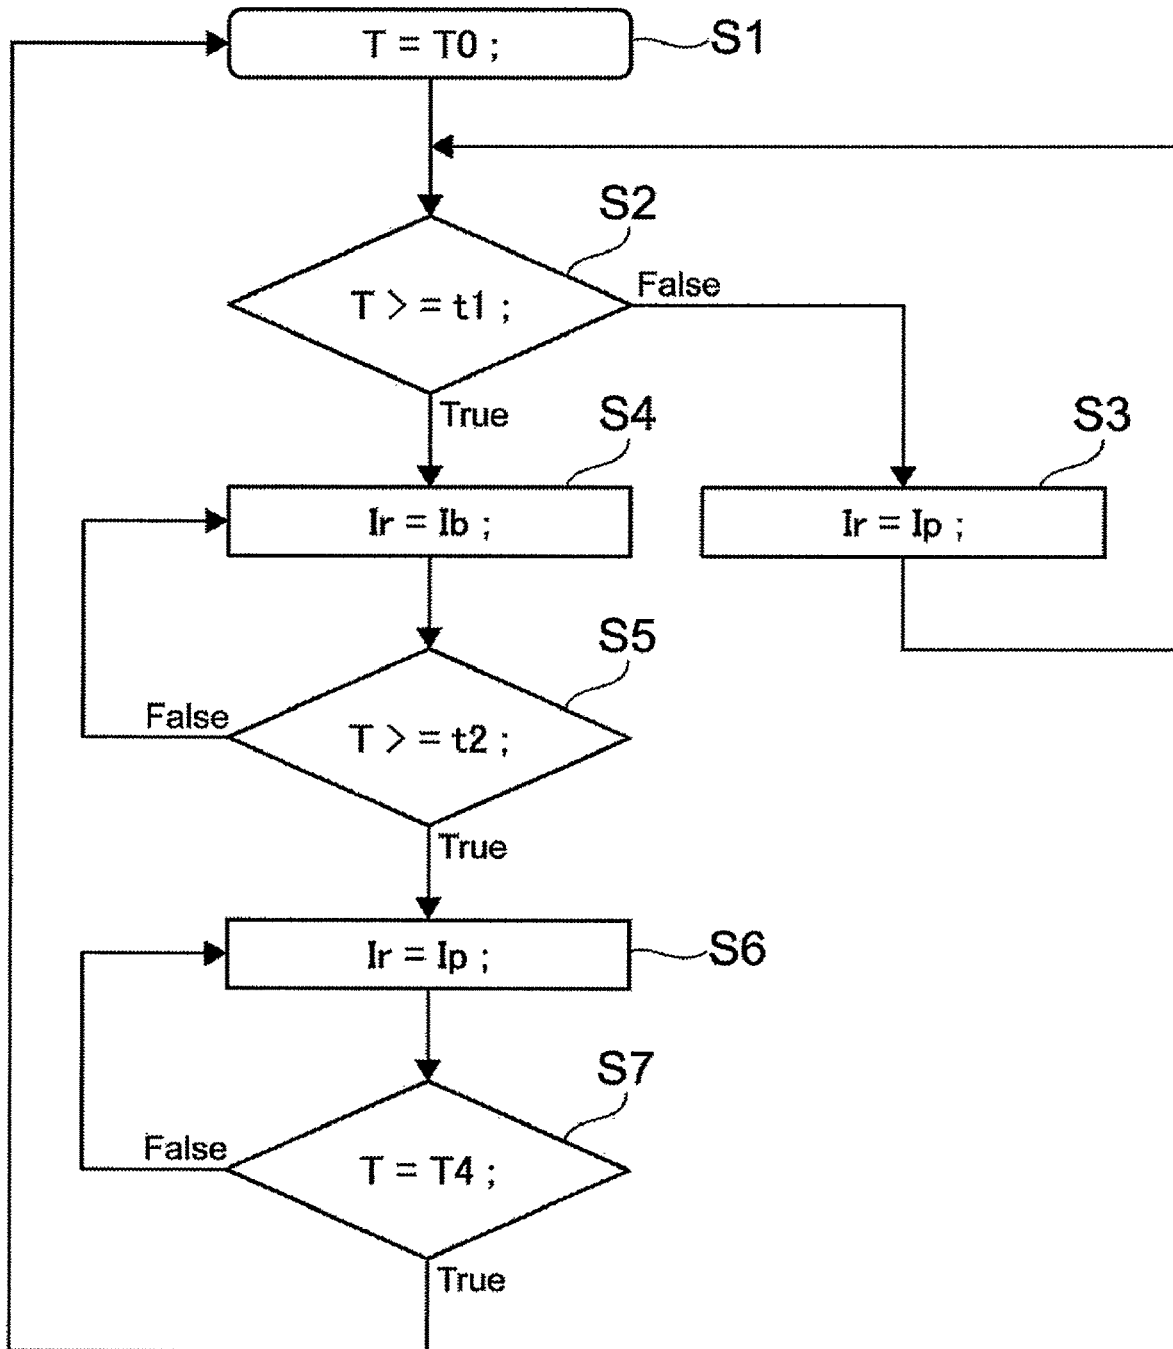 T = T0 ;
S1
S2
T > = t1 ;
False
True
S4
S3
Ir = Ib ;
Ir = Ip ;
S5
False
T > = t2 ;
True
Ir = Ip ;
S6
S7
False
T = T4 ;
True